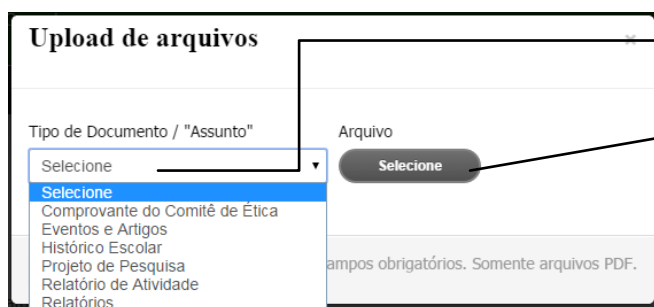 Upload de arquivos
×
Tipo de Documento / "Assunto"
Arquivo
Selecione
Selecione
Selecione
Comprovante do Comitê de Ética
Eventos e Artigos
Histórico Escolar
Projeto de Pesquisa
ampos obrigatórios. Somente arquivos PDF.
Relatório de Atividade
Relatórios